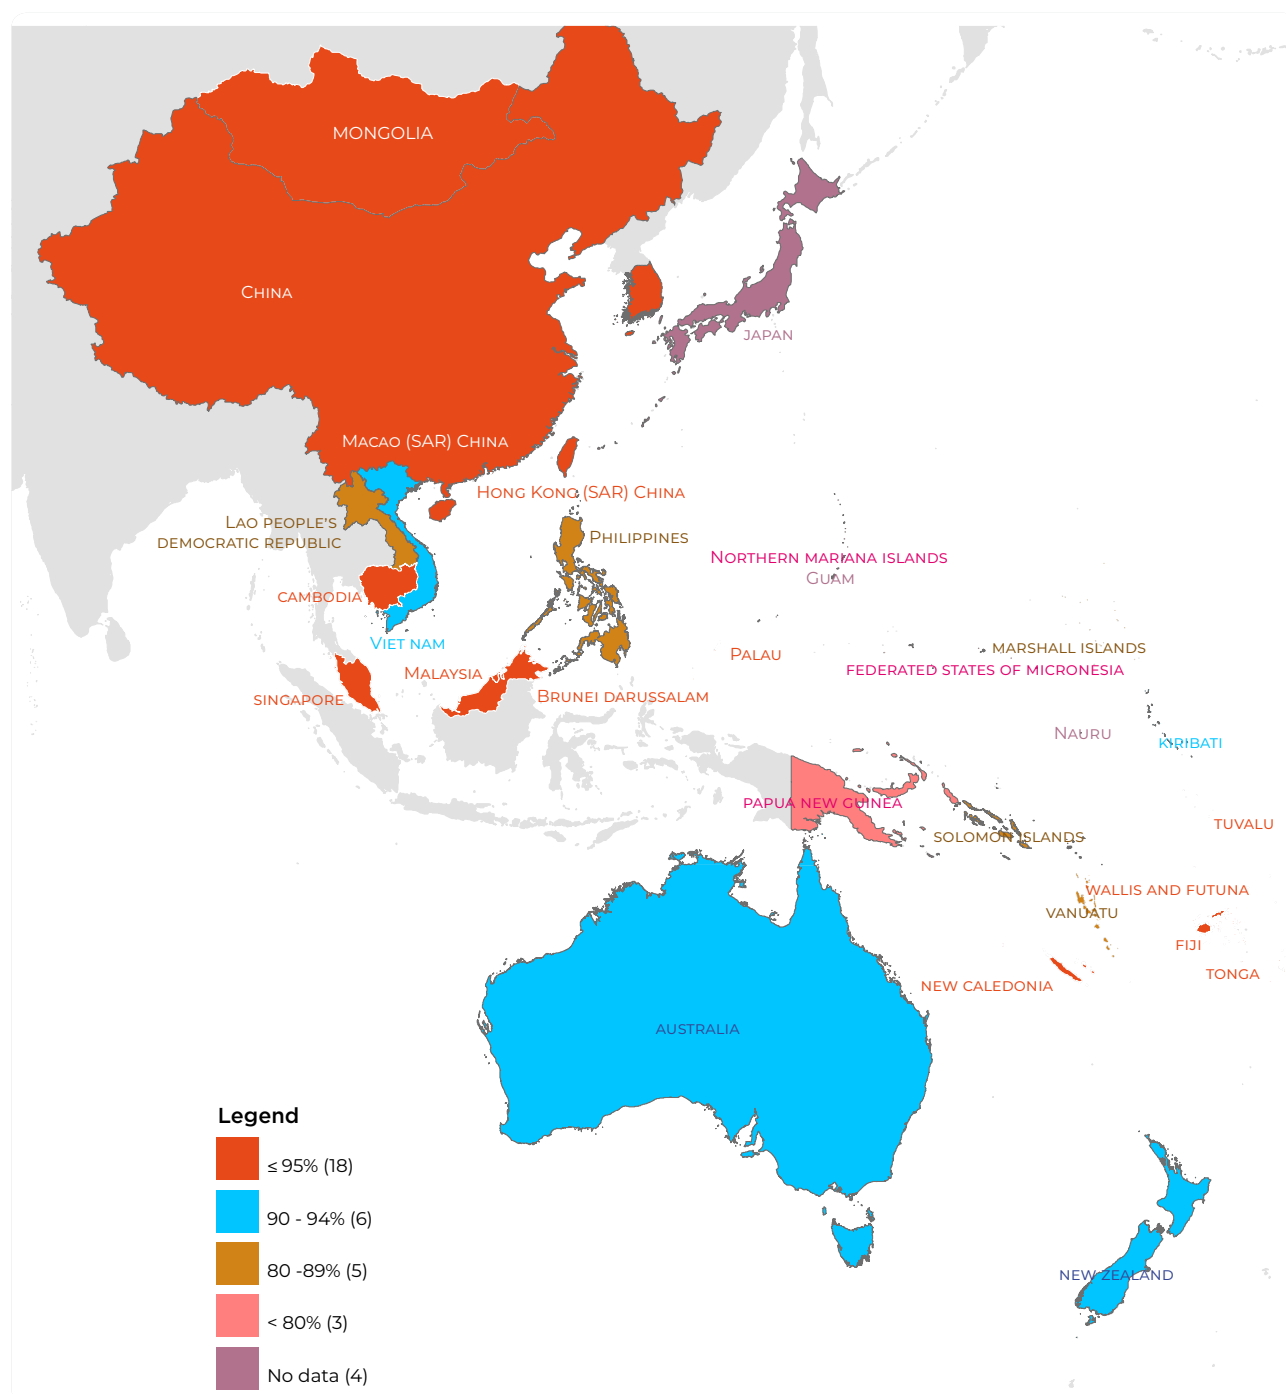 MONGOLIA
CHINA
JAPAN
MACAO (SAR) CHINA
HONG KONG (SAR) CHINA
LAO PEOPLE'S
DEMOCRATIC REPUBLIC
PHILIPPINES
NORTHERN MARIANA ISLANDS
GUAM
CAMBODIA
VIET NAM
PALAU
MARSHALL ISLANDS
FEDERATED STATES OF MICRONESIA
MALAYSIA
SINGAPORE
BRUNEI DARUSSALAM
NAURU
KIRIBATI
PAPUA NEW GUINEA
TUVALU
SOLOMON ISLANDS
WALLIS AND FUTUNA
VANUATU
FIJI
TONGA
NEW CALEDONIA
AUSTRALIA
NEW ZEALAND
Legend
≤ 95% (18)
90 - 94% (6)
80 -89% (5)
< 80% (3)
No data (4)